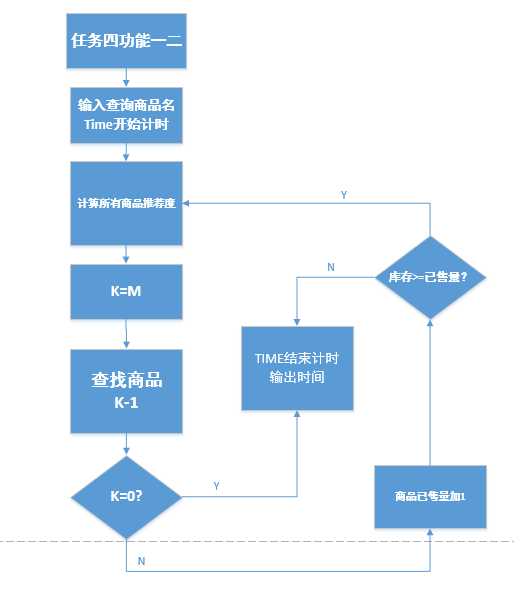 任务四功能一二
输入查询商品名
Time开始计时
计算所有商品推荐度
Y
库存>=已售量?
N
K=M
TIME结束计时
输出时间
查找商品
K-1
K=0?
Y
商品已售量加1
N